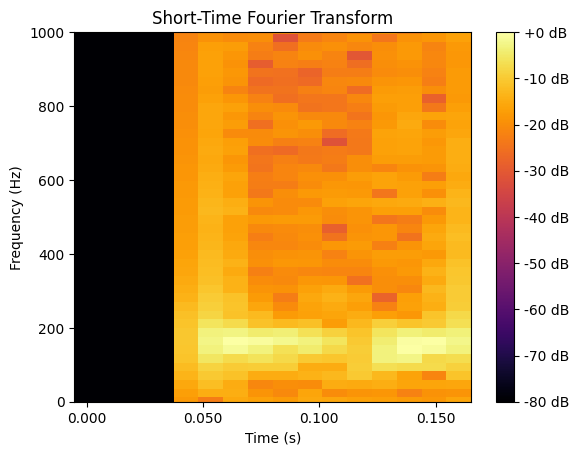 Short-Time Fourier Transform
1000
800
600
400
200
0
Frequency (Hz)
0.000
0.050
0.100
0.150
Time (s)
+0 dB
-10 dB
-20 dB
-30 dB
-40 dB
-50 dB
-60 dB
-70 dB
-80 dB